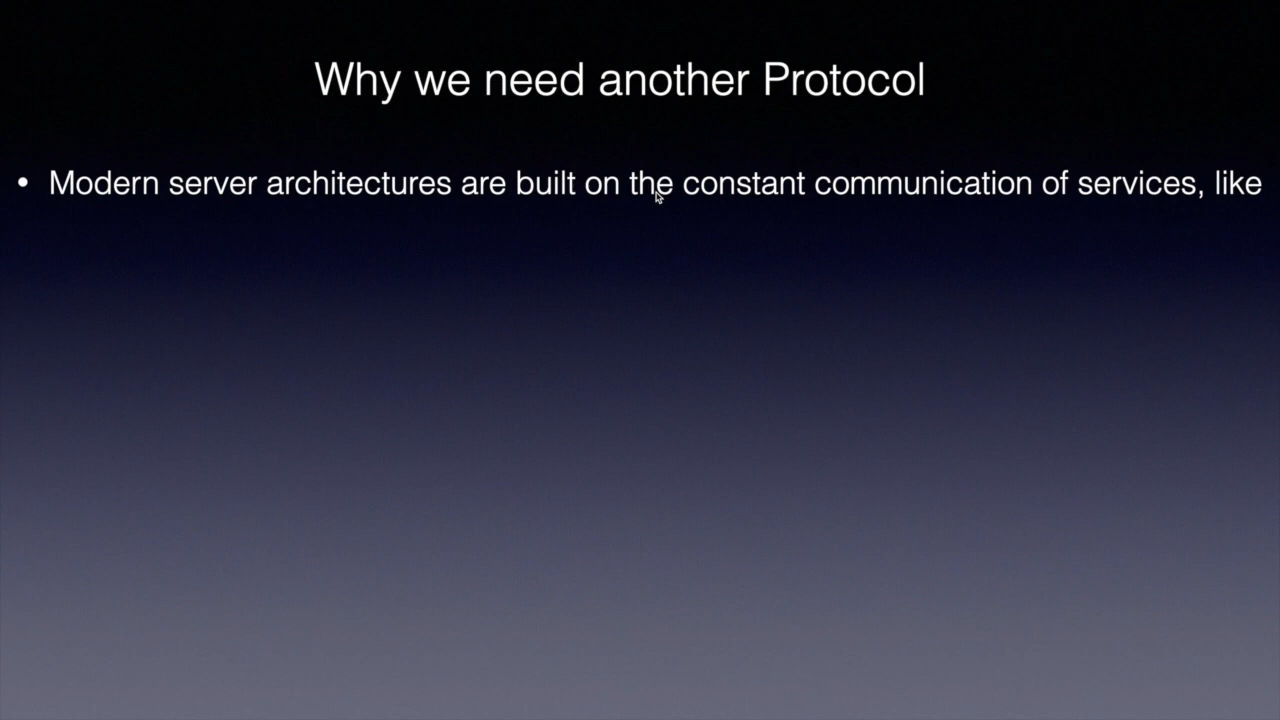 Why we need another Protocol
• Modern server architectures are built on the constant communication of services, like